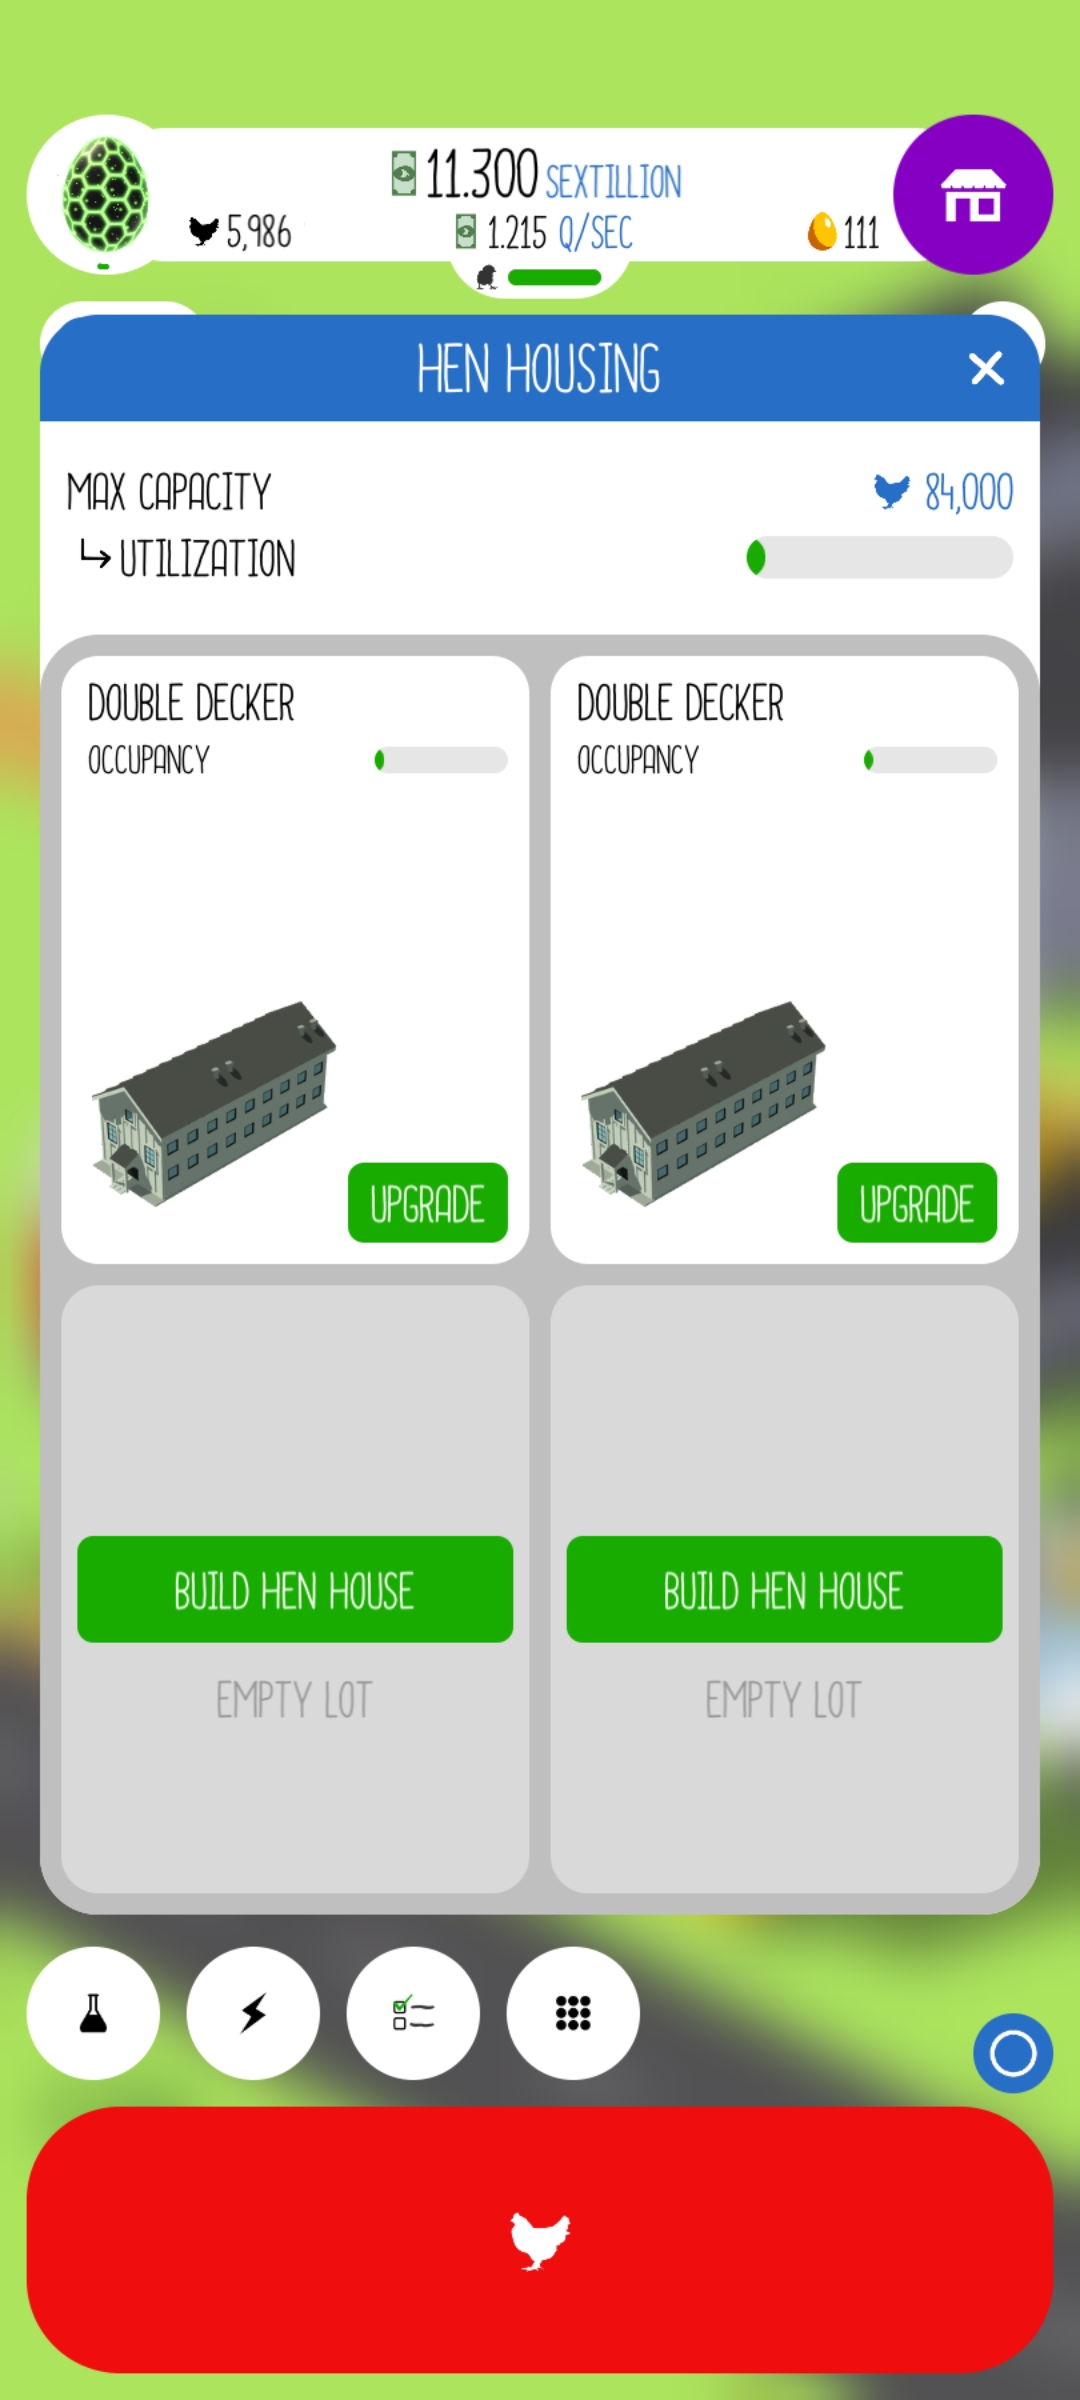 11.300 SEXTILLION
5,986 1.215 Q/SEC 111
HEN HOUSING
MAX CAPACITY 84,000
UTILIZATION
DOUBLE DECKER
OCCUPANCY
UPGRADE
DOUBLE DECKER
OCCUPANCY
UPGRADE
BUILD HEN HOUSE
EMPTY LOT
BUILD HEN HOUSE
EMPTY LOT